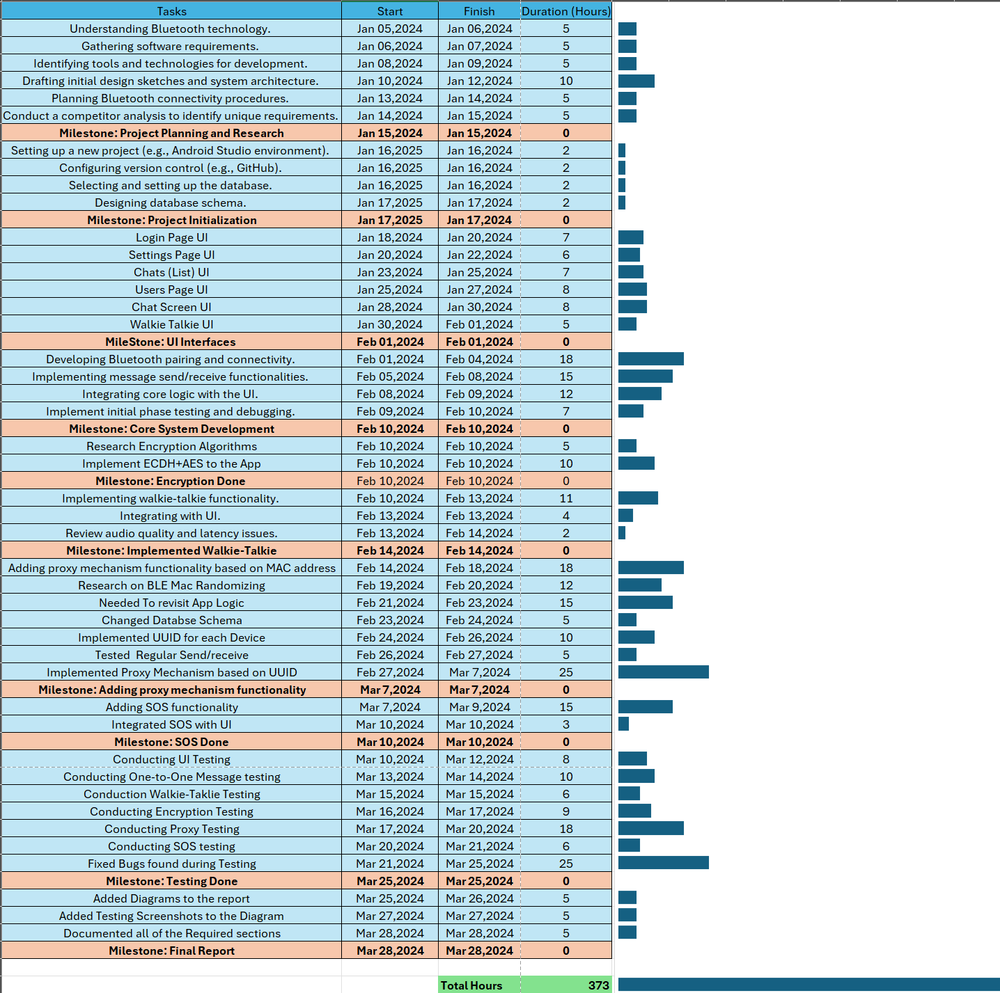 Tasks Start Finish Duration (Hours)
Understanding Bluetooth technology. Jan 05,2024 Jan 06,2024 5
Gathering software requirements. Jan 06,2024 Jan 07,2024 5
Identifying tools and technologies for development. Jan 08,2024 Jan 09,2024 5
Drafting initial design sketches and system architecture. Jan 10,2024 Jan 12,2024 10
Planning Bluetooth connectivity procedures. Jan 13,2024 Jan 14,2024 5
Conduct a competitor analysis to identify unique requirements. Jan 14,2024 Jan 15,2024 5
Milestone: Project Planning and Research Jan 15,2024 Jan 15,2024 0
Setting up a new project (e.g., Android Studio environment). Jan 16,2025 Jan 16,2024 2
Configuring version control (e.g., GitHub). Jan 16,2025 Jan 16,2024 2
Selecting and setting up the database. Jan 16,2025 Jan 16,2024 2
Designing database schema. Jan 17,2025 Jan 17,2024 2
Milestone: Project Initialization Jan 17,2025 Jan 17,2024 0
Login Page UI Jan 18,2024 Jan 20,2024 7
Settings Page UI Jan 20,2024 Jan 22,2024 6
Chats (List) UI Jan 23,2024 Jan 25,2024 7
Users Page UI Jan 25,2024 Jan 27,2024 8
Chat Screen UI Jan 28,2024 Jan 30,2024 8
Walkie Talkie UI Jan 30,2024 Feb 01,2024 5
MileStone: UI Interfaces Feb 01,2024 Feb 01,2024 0
Developing Bluetooth pairing and connectivity. Feb 01,2024 Feb 04,2024 18
Implementing message send/receive functionalities. Feb 05,2024 Feb 08,2024 15
Integrating core logic with the UI. Feb 08,2024 Feb 09,2024 12
Implement initial phase testing and debugging. Feb 09,2024 Feb 10,2024 7
Milestone: Core System Development Feb 10,2024 Feb 10,2024 0
Research Encryption Algorithms Feb 10,2024 Feb 10,2024 5
Implement ECDH+AES to the App Feb 10,2024 Feb 10,2024 10
Milestone: Encryption Done Feb 10,2024 Feb 10,2024 0
Implementing walkie-talkie functionality. Feb 10,2024 Feb 13,2024 11
Integrating with UI. Feb 13,2024 Feb 13,2024 4
Review audio quality and latency issues. Feb 13,2024 Feb 14,2024 2
Milestone: Implemented Walkie-Talkie Feb 14,2024 Feb 14,2024 0
Adding proxy mechanism functionality based on MAC address Feb 14,2024 Feb 18,2024 18
Research on BLE Mac Randomizing Feb 19,2024 Feb 20,2024 12
Needed To revisit App Logic Feb 21,2024 Feb 23,2024 15
Changed Databse Schema Feb 23,2024 Feb 24,2024 5
Implemented UUID for each Device Feb 24,2024 Feb 26,2024 10
Tested Regular Send/receive Feb 26,2024 Feb 27,2024 5
Implemented Proxy Mechanism based on UUID Feb 27,2024 Mar 7,2024 25
Milestone: Adding proxy mechanism functionality Mar 7,2024 Mar 7,2024 0
Adding SOS functionality Mar 7,2024 Mar 9,2024 15
Integrated SOS with UI Mar 10,2024 Mar 10,2024 3
Milestone: SOS Done Mar 10,2024 Mar 10,2024 0
Conducting UI Testing Mar 10,2024 Mar 12,2024 8
Conducting One-to-One Message testing Mar 13,2024 Mar 14,2024 10
Conduction Walkie-Taklie Testing Mar 15,2024 Mar 15,2024 6
Conducting Encryption Testing Mar 16,2024 Mar 17,2024 9
Conducting Proxy Testing Mar 17,2024 Mar 20,2024 18
Conducting SOS testing Mar 20,2024 Mar 21,2024 6
Fixed Bugs found during Testing Mar 21,2024 Mar 25,2024 25
Milestone: Testing Done Mar 25,2024 Mar 25,2024 0
Added Diagrams to the report Mar 25,2024 Mar 26,2024 5
Added Testing Screenshots to the Diagram Mar 27,2024 Mar 27,2024 5
Documented all of the Required sections Mar 28,2024 Mar 28,2024 5
Milestone: Final Report Mar 28,2024 Mar 28,2024 0
Total Hours 373